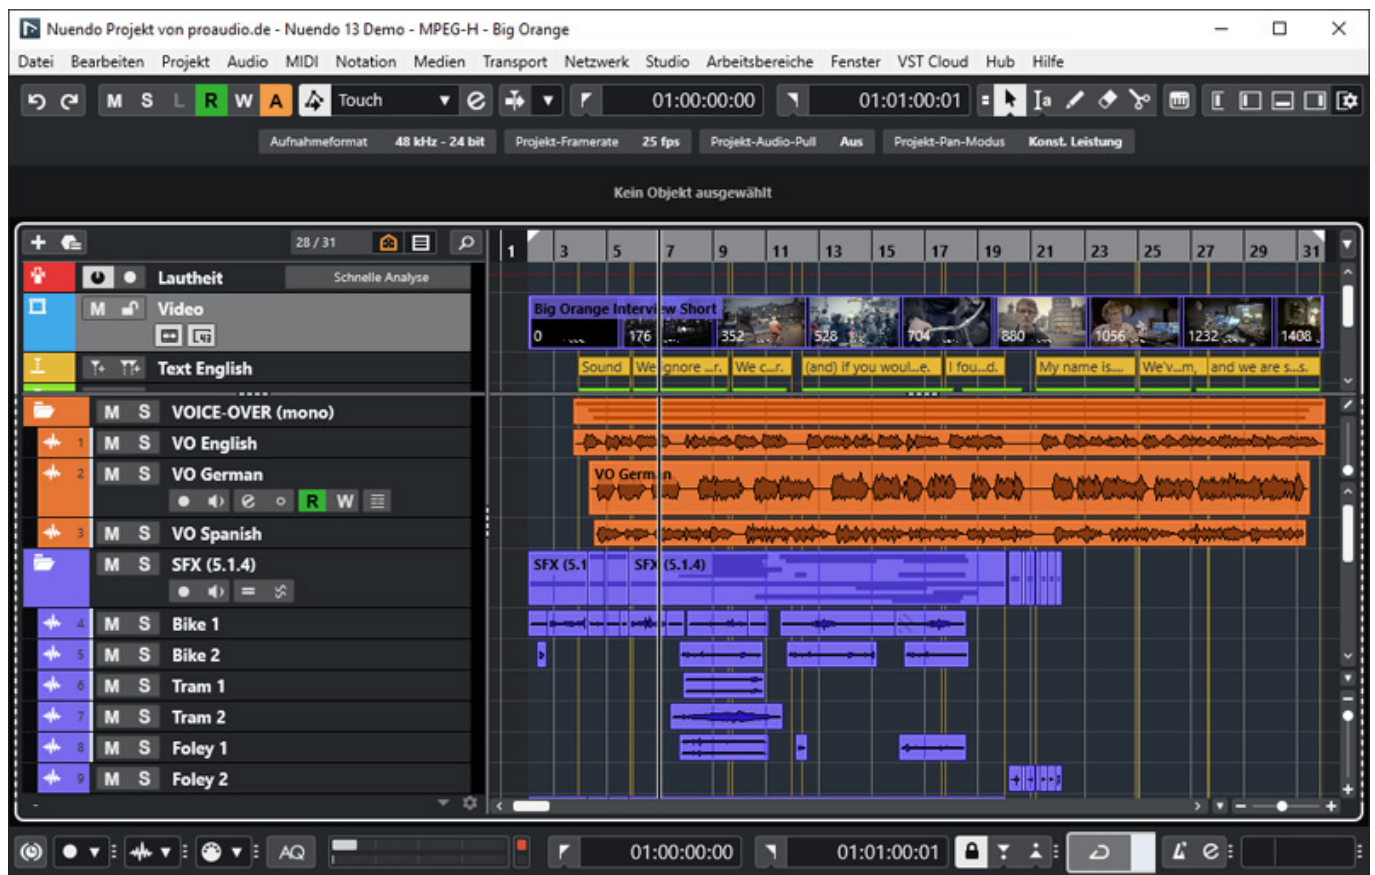 Nuendo Projekt von proaudio.de - Nuendo 13 Demo - MPEG-H - Big Orange
Datei Bearbeiten Projekt Audio MIDI Notation Medien Transport Netzwerk Studio Arbeitsbereiche Fenster VST Cloud Hub Hilfe
M S L R W A Touch 01:00:00:00 01:01:00:01
Aufnahmeformat 48 kHz - 24 bit Projekt-Framerate 25 fps Projekt-Audio-Pull Aus Projekt-Pan-Modus Konst. Leistung
Kein Objekt ausgewählt
28 / 31 1 3 5 7 9 11 13 15 17 19 21 23 25 27 29 31
Lautheit Schnelle Analyse
M Video
Big Orange Interview Short
0 176 352 528 704 880 1056 1232 1408
Text English Sound We ignore ...r. We c...r. (and) if you woul...e. I fou...d. My name is.... We'v...m, and we are s...s.
M S VOICE-OVER (mono)
1 M S VO English
2 M S VO German VO German
R W
3 M S VO Spanish
M S SFX (5.1.4) SFX (5.1 SFX (5.1.4)
4 M S Bike 1
5 M S Bike 2
6 M S Tram 1
7 M S Tram 2
8 M S Foley 1
9 M S Foley 2
AQ 01:00:00:00 01:01:00:01